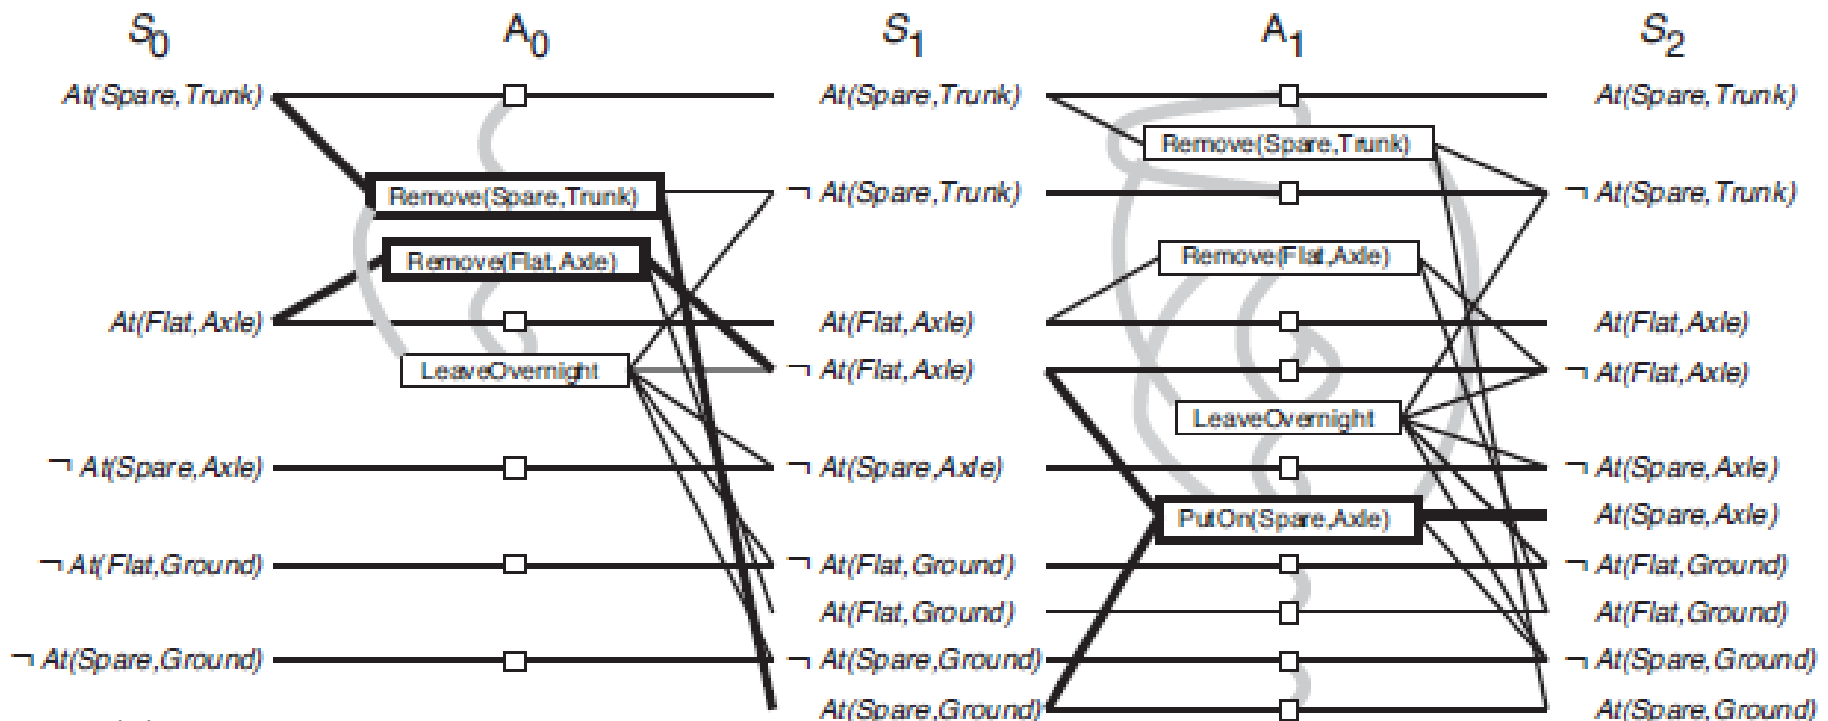 S0 A0 S1 A1 S2
At(Spare,Trunk) At(Spare,Trunk) At(Spare,Trunk)
Remove(Spare,Trunk)
Remove(Spare,Trunk) ¬ At(Spare,Trunk) ¬ At(Spare,Trunk)
Remove(Flat,Axle) Remove(Flat,Axle)
At(Flat,Axle) At(Flat,Axle) At(Flat,Axle)
LeaveOvernight ¬ At(Flat,Axle) ¬ At(Flat,Axle)
LeaveOvernight
¬ At(Spare,Axle) ¬ At(Spare,Axle) ¬ At(Spare,Axle)
PutOn(Spare,Axle) At(Spare,Axle)
¬ At(Flat,Ground) ¬ At(Flat,Ground) ¬ At(Flat,Ground)
At(Flat,Ground) At(Flat,Ground)
¬ At(Spare,Ground) ¬ At(Spare,Ground) ¬ At(Spare,Ground)
At(Spare,Ground) At(Spare,Ground)